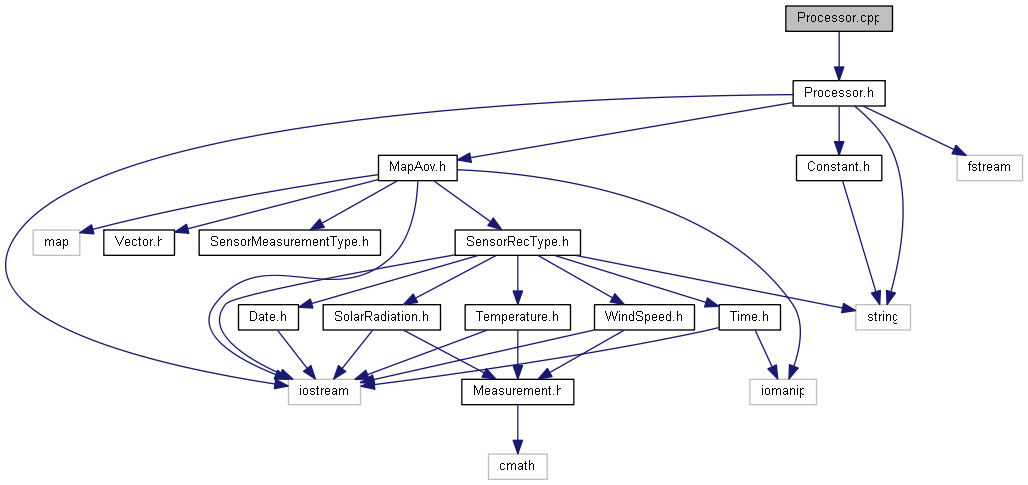 Processor.cpp
Processor.h
MapAov.h
Constant.h
fstream
map
Vector.h
SensorMeasurementType.h
SensorRecType.h
Date.h
SolarRadiation.h
Temperature.h
WindSpeed.h
Time.h
string
iostream
Measurement.h
iomanip
cmath